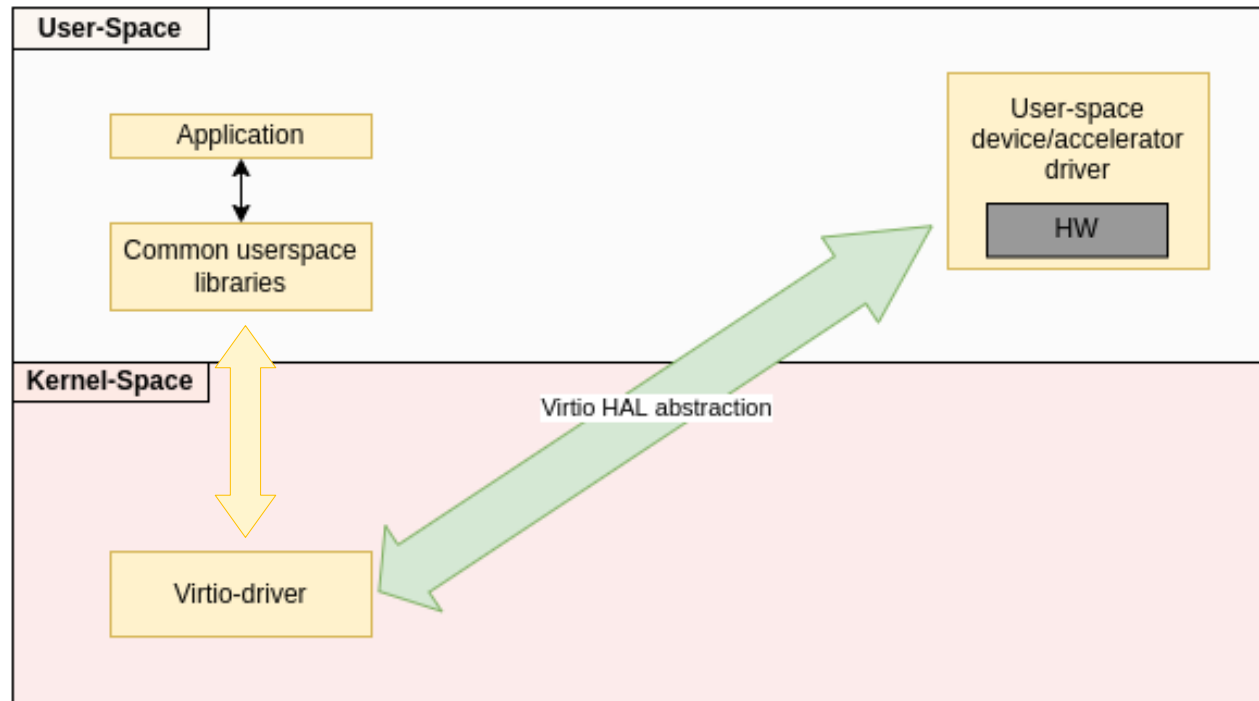 User-Space
Application
Common userspace
libraries
User-space
device/accelerator
driver
HW
Kernel-Space
Virtio HAL abstraction
Virtio-driver